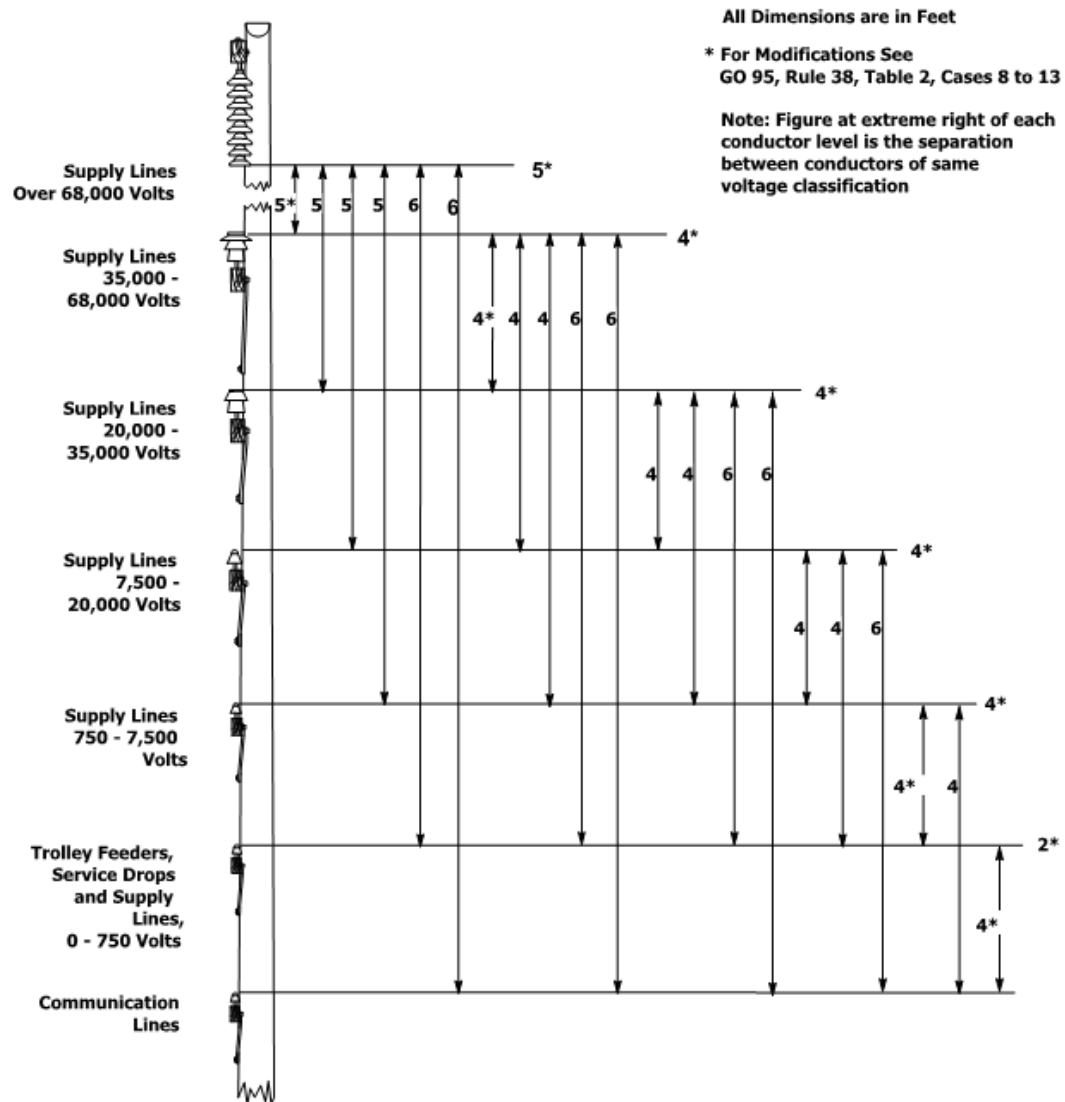 All Dimensions are in Feet
* For Modifications See
GO 95, Rule 38, Table 2, Cases 8 to 13
Note: Figure at extreme right of each
conductor level is the separation
between conductors of same
voltage classification
Supply Lines
Over 68,000 Volts
5*
5* 5 5 5 6 6
Supply Lines
35,000 -
68,000 Volts
4*
4* 4 4 6 6
Supply Lines
20,000 -
35,000 Volts
4*
4 4 6 6
Supply Lines
7,500 -
20,000 Volts
4*
4 4 6
Supply Lines
750 - 7,500
Volts
4*
4* 4
Trolley Feeders,
Service Drops
and Supply
Lines,
0 - 750 Volts
2*
4*
Communication
Lines